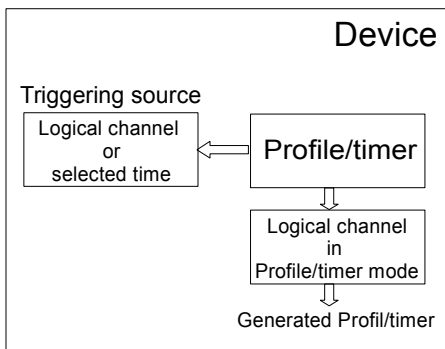 Device
Triggering source
Logical channel
or
selected time
Profile/timer
Logical channel
in
Profile/timer mode
Generated Profil/timer